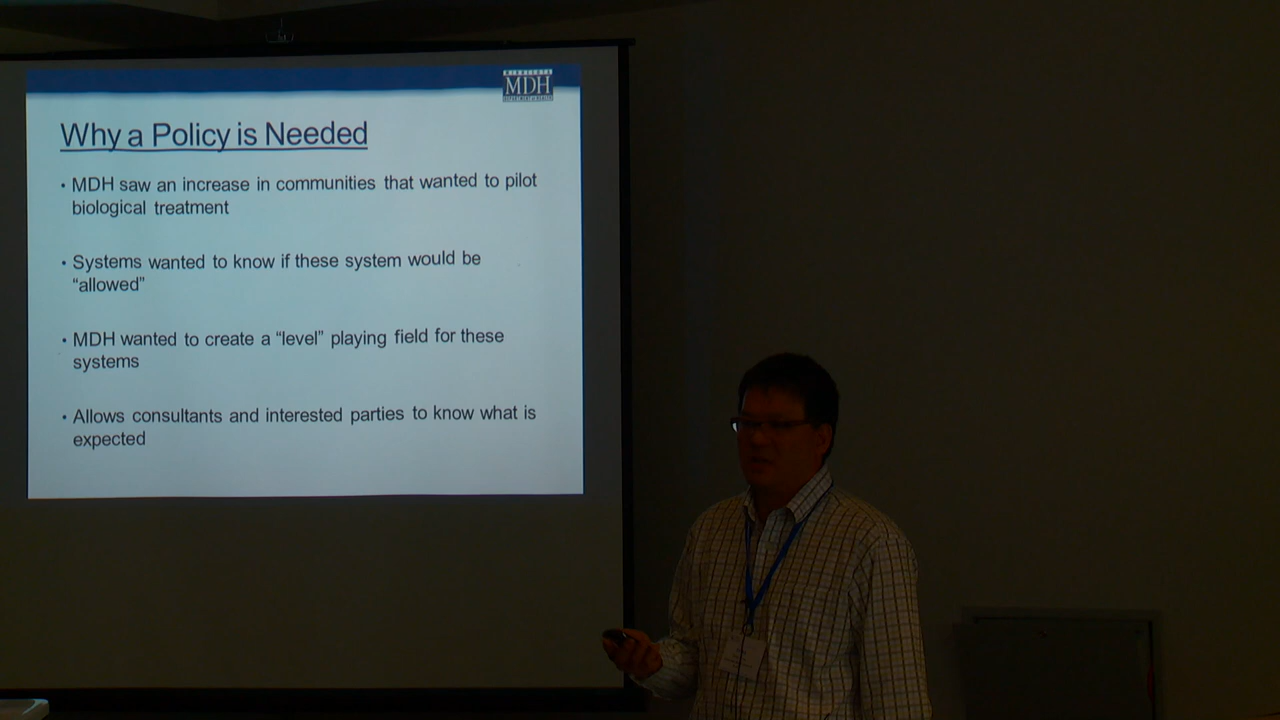 MINNESOTA
MDH
Why a Policy is Needed
• MDH saw an increase in communities that wanted to pilot
biological treatment
• Systems wanted to know if these system would be
“allowed”
• MDH wanted to create a “level” playing field for these
systems
• Allows consultants and interested parties to know what is
expected